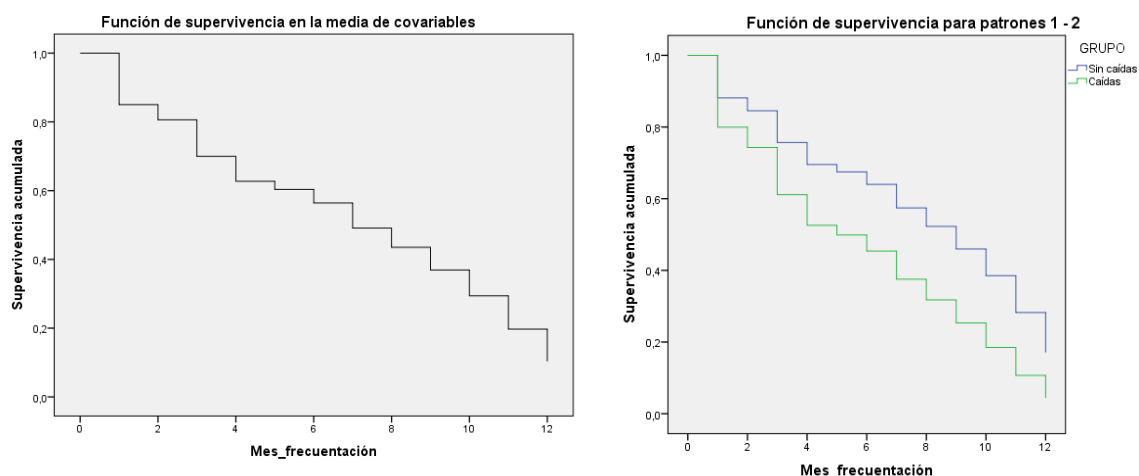 Función de supervivencia en la media de covariables
1,0
0,8
0,6
0,4
0,2
0,0
Supervivencia acumulada
0 2 4 6 8 10 12
Mes_frecuentación
Función de supervivencia para patrones 1 - 2
GRUPO
Sin caídas
Caídas
1,0
0,8
0,6
0,4
0,2
0,0
Supervivencia acumulada
0 2 4 6 8 10 12
Mes_frecuentación